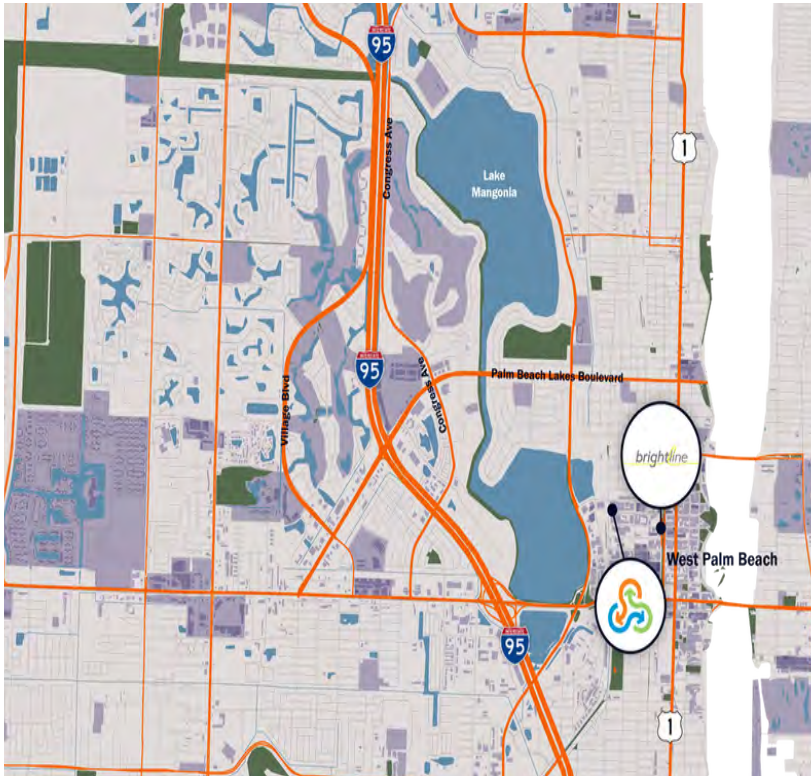 95
Congress Ave
1
Lake
Mangonia
95
Congress Ave
Palm Beach Lakes Boulevard
Village Blvd
brightline
West Palm Beach
95
1